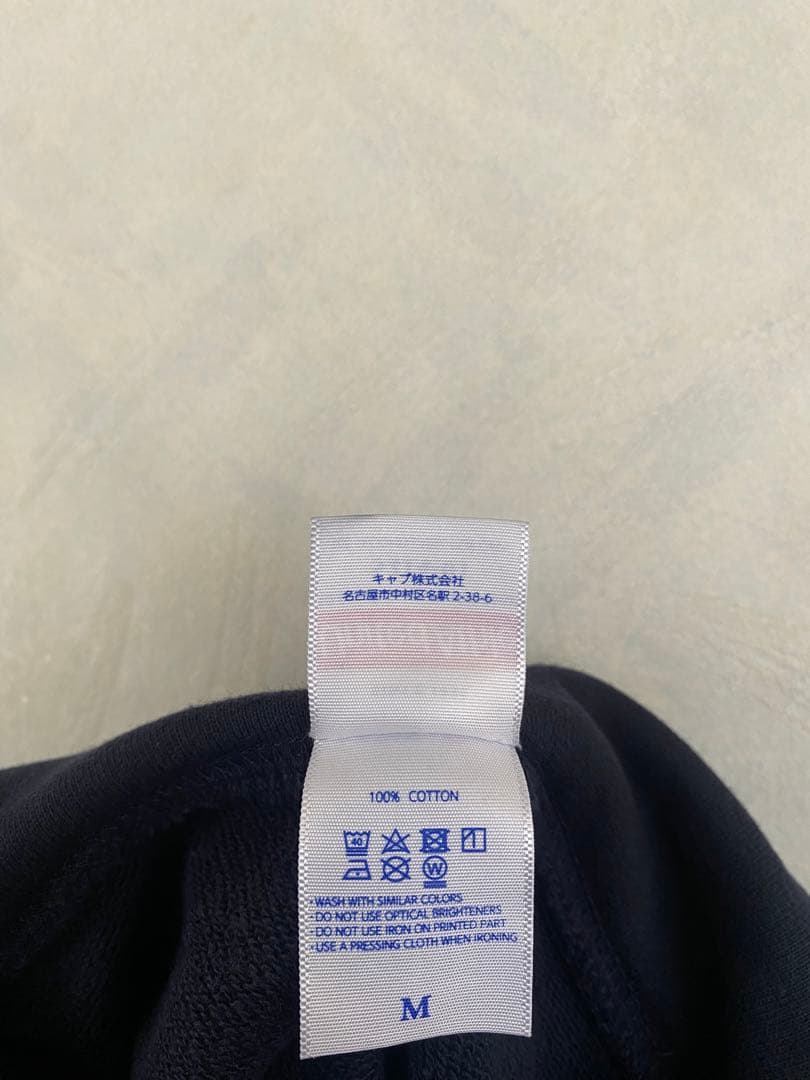 キャプ株式会社
名古屋市中村区名駅 2-38-6
100% COTTON
40
W
・WASH WITH SIMILAR COLORS
・DO NOT USE OPTICAL BRIGHTENERS
・DO NOT USE IRON ON PRINTED PART
・USE A PRESSING CLOTH WHEN IRONING
M